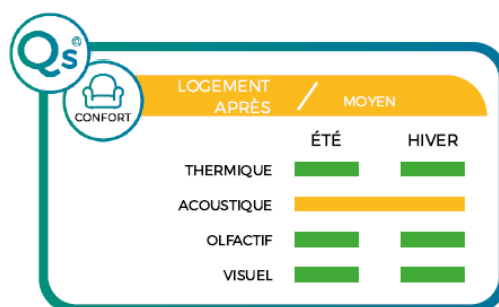 Qs@
CONFORT
LOGEMENT
APRÈS / MOYEN
ÉTÉ HIVER
THERMIQUE
ACOUSTIQUE
OLFACTIF
VISUEL